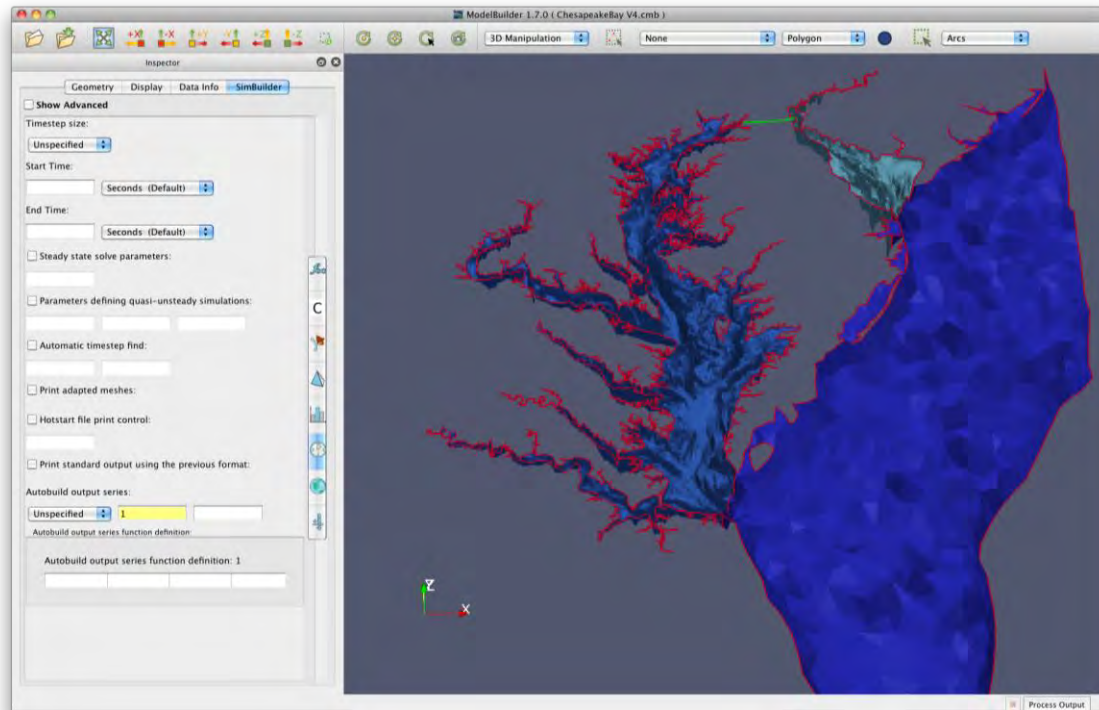 ModelBuilder 1.7.0 ( ChesapeakeBay V4.cmb )
+X -X +Y -Y +Z -Z
3D Manipulation None Polygon Arcs
Inspector
Geometry Display Data Info SimBuilder
Show Advanced
Timestep size:
Unspecified
Start Time:
Seconds (Default)
End Time:
Seconds (Default)
Steady state solve parameters:
Parameters defining quasi-unsteady simulations:
C
Automatic timestep find:
Print adapted meshes:
Hotstart file print control:
Print standard output using the previous format:
Autobuild output series:
Unspecified 1
Autobuild output series function definition:
Autobuild output series function definition: 1
Z
X
Process Output